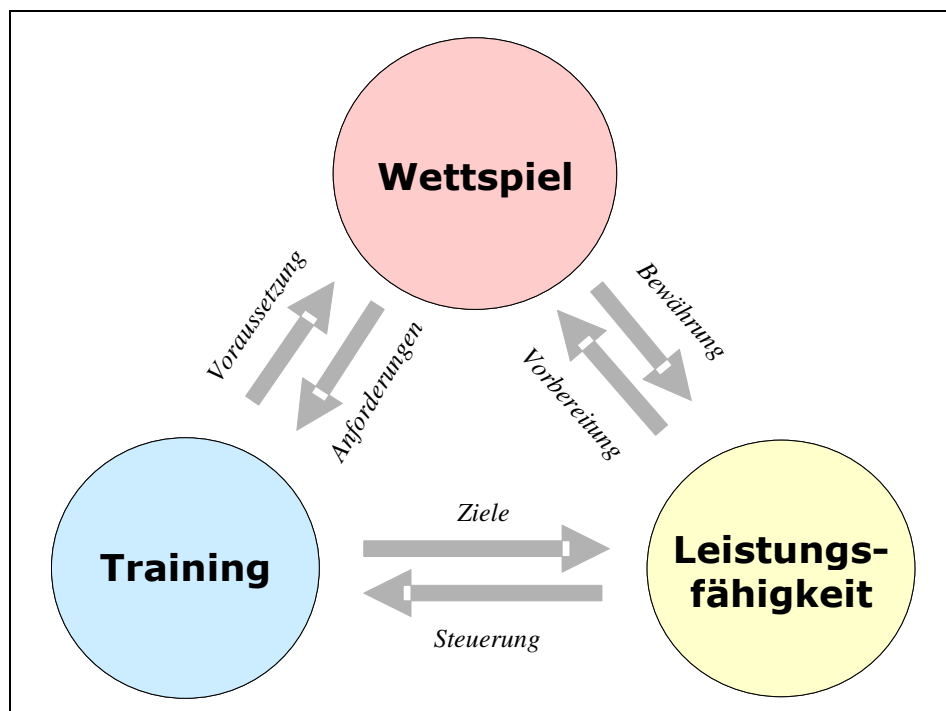 Wettspiel
Voraussetzung
Anforderungen
Bewährung
Vorbereitung
Training
Ziele
Steuerung
Leistungs-
fähigkeit